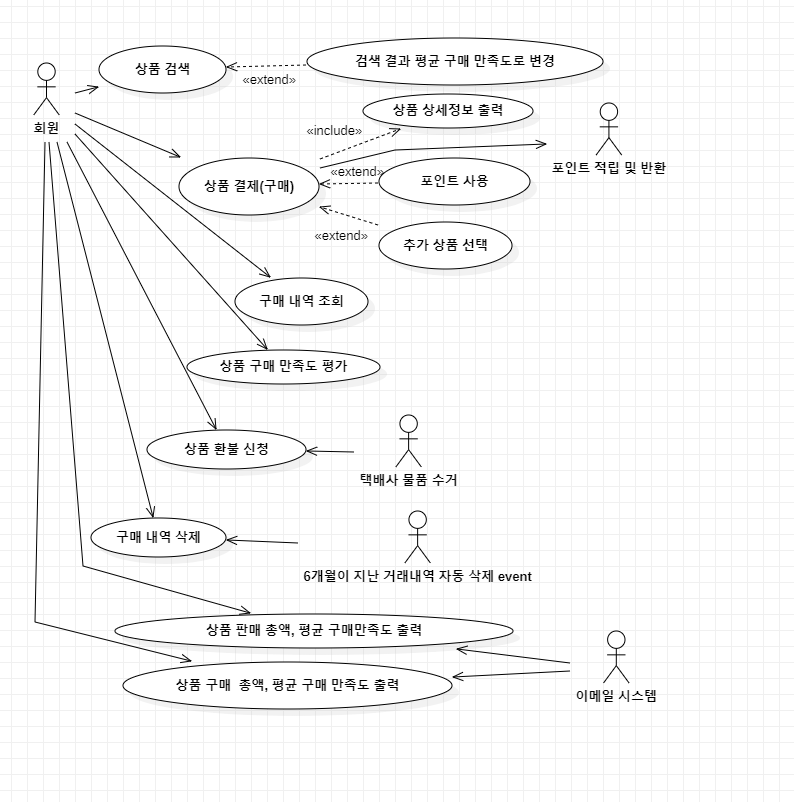 상품 검색
검색 결과 평균 구매 만족도로 변경
«extend»
회원
상품 상세정보 출력
«include»
포인트 적립 및 반환
«extend»
상품 결제(구매)
포인트 사용
«extend»
추가 상품 선택
구매 내역 조회
상품 구매 만족도 평가
상품 환불 신청
택배사 물품 수거
구매 내역 삭제
6개월이 지난 거래내역 자동 삭제 event
상품 판매 총액, 평균 구매만족도 출력
상품 구매  총액, 평균 구매 만족도 출력
이메일 시스템